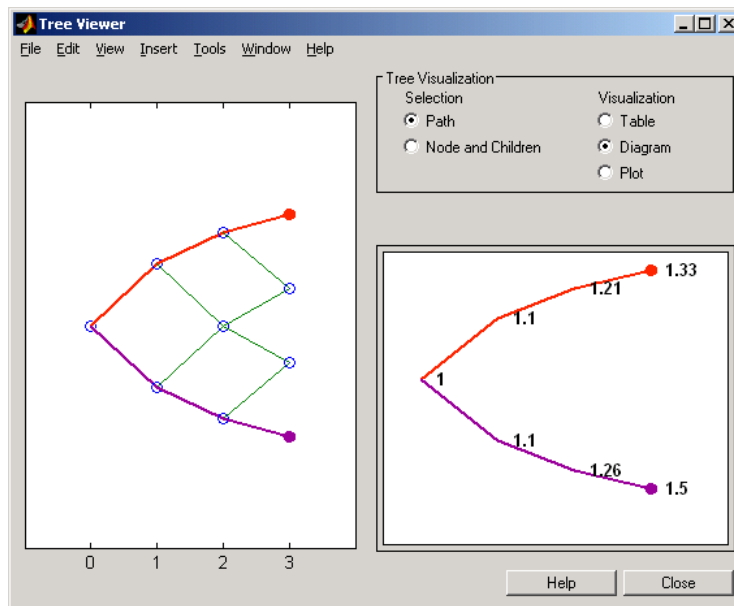 Tree Viewer
File Edit View Insert Tools Window Help
Tree Visualization
Selection
Path
Node and Children
Visualization
Table
Diagram
Plot
0 1 2 3
1.33
1.21
1.1
1
1.1
1.26
1.5
Help Close